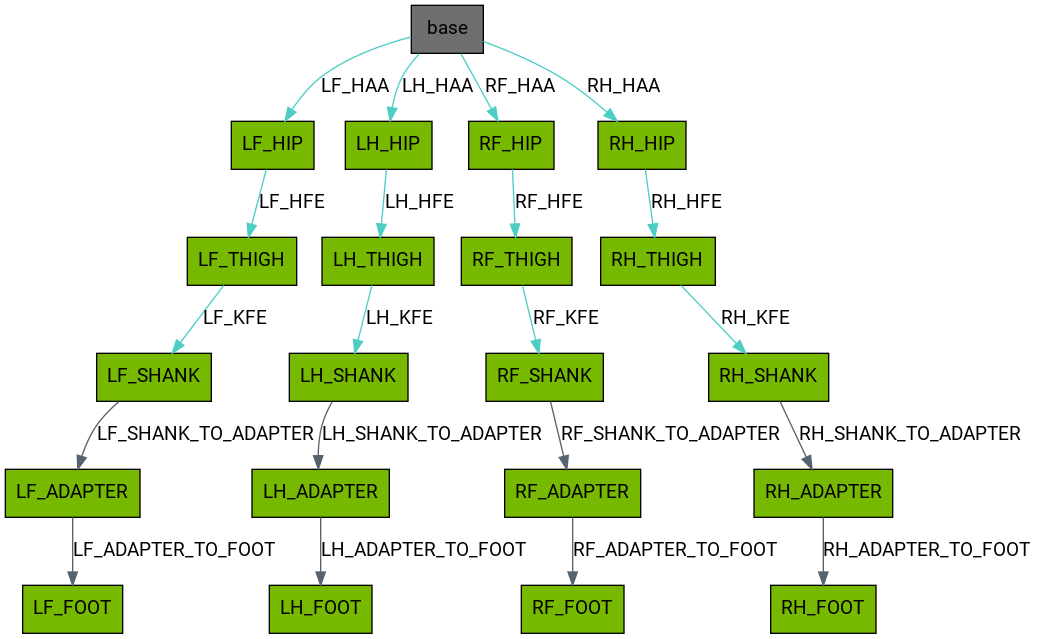 base
LF_HAA LH_HAA RF_HAA RH_HAA
LF_HIP LH_HIP RF_HIP RH_HIP
LF_HFE LH_HFE RF_HFE RH_HFE
LF_THIGH LH_THIGH RF_THIGH RH_THIGH
LF_KFE LH_KFE RF_KFE RH_KFE
LF_SHANK LH_SHANK RF_SHANK RH_SHANK
LF_SHANK_TO_ADAPTER LH_SHANK_TO_ADAPTER RF_SHANK_TO_ADAPTER RH_SHANK_TO_ADAPTER
LF_ADAPTER LH_ADAPTER RF_ADAPTER RH_ADAPTER
LF_ADAPTER_TO_FOOT LH_ADAPTER_TO_FOOT RF_ADAPTER_TO_FOOT RH_ADAPTER_TO_FOOT
LF_FOOT LH_FOOT RF_FOOT RH_FOOT